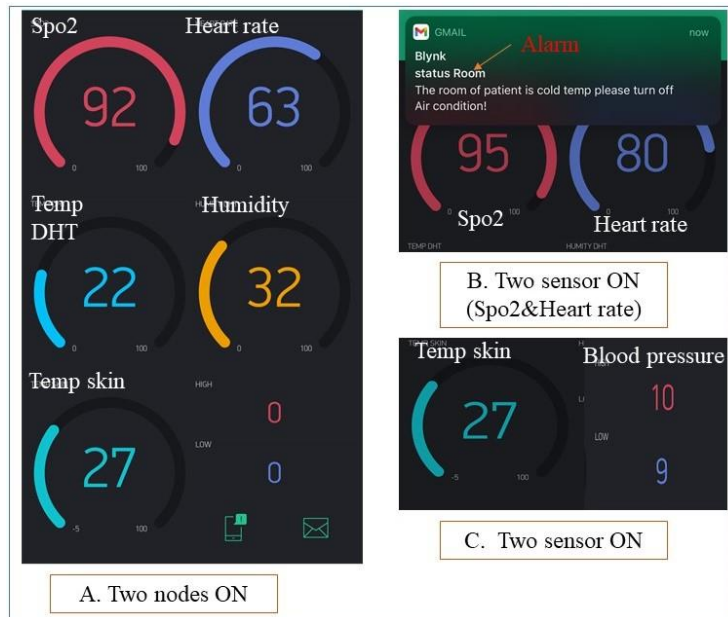 Spo2
Heart rate
92
63
0
100
0
100
Temp
DHT
Humidity
22
32
0
100
0
100
Temp skin
HIGH
27
0
LOW
0
-5
100
A. Two nodes ON
GMAIL
now
Blynk
Alarm
status Room
The room of patient is cold temp please turn off
Air condition!
95
80
0
100
0
100
Spo2
Heart rate
TEMP DHT
HUMITY DHT
B. Two sensor ON
(Spo2&Heart rate)
Temp skin
Blood pressure
27
10
LOW
9
-5
100
C. Two sensor ON